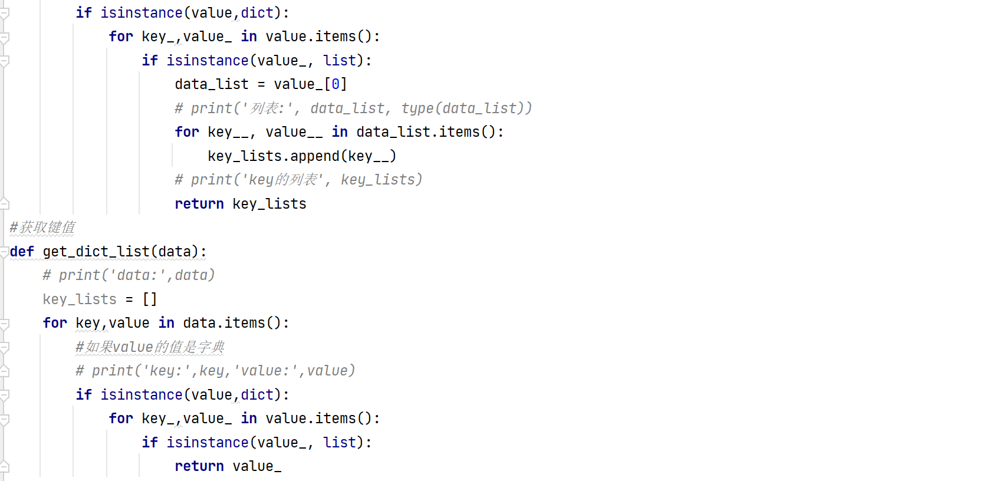 if isinstance(value,dict):
for key_,value_ in value.items():
if isinstance(value_, list):
data_list = value_[0]
# print('列表:', data_list, type(data_list))
for key__, value__ in data_list.items():
key_lists.append(key__)
# print('key的列表', key_lists)
return key_lists
#获取键值
def get_dict_list(data):
# print('data:',data)
key_lists = []
for key,value in data.items():
#如果value的值是字典
# print('key:',key,'value:',value)
if isinstance(value,dict):
for key_,value_ in value.items():
if isinstance(value_, list):
return value_